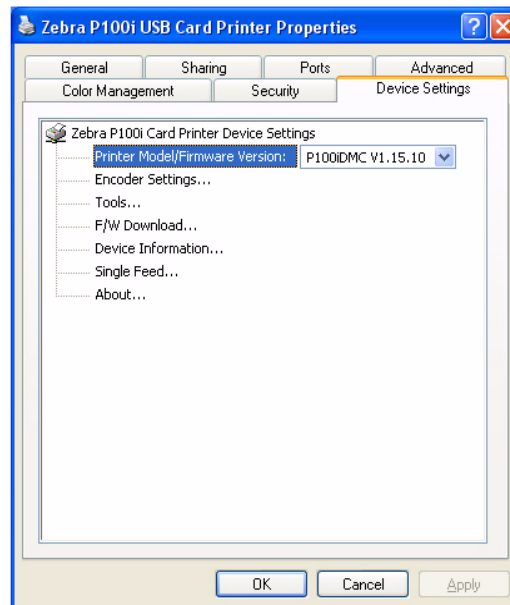 Zebra P100i USB Card Printer Properties
General Sharing Ports Advanced
Color Management Security Device Settings
Zebra P100i Card Printer Device Settings
Printer Model/Firmware Version: P100iDMC V1.15.10
Encoder Settings...
Tools...
F/W Download...
Device Information...
Single Feed...
About...
OK Cancel Apply